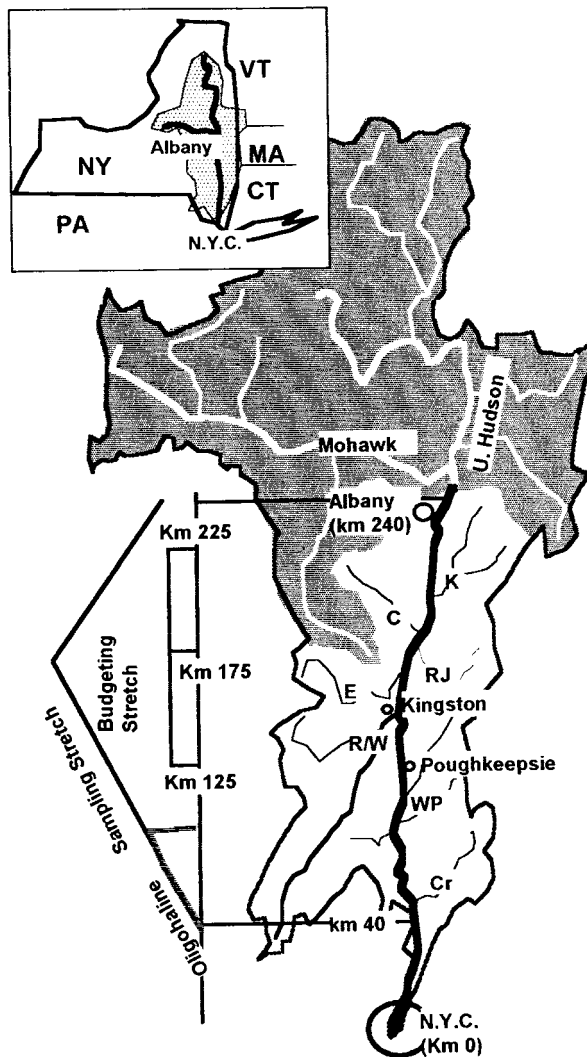 VT
Albany
NY
MA
CT
PA
N.Y.C.
U. Hudson
Mohawk
Albany
(km 240)
Km 225
K
C
Km 175
RJ
E
Kingston
R/W
Budgeting
Stretch
Km 125
Poughkeepsie
WP
Sampling Stretch
Cr
Oligohaline
km 40
N.Y.C.
(Km 0)